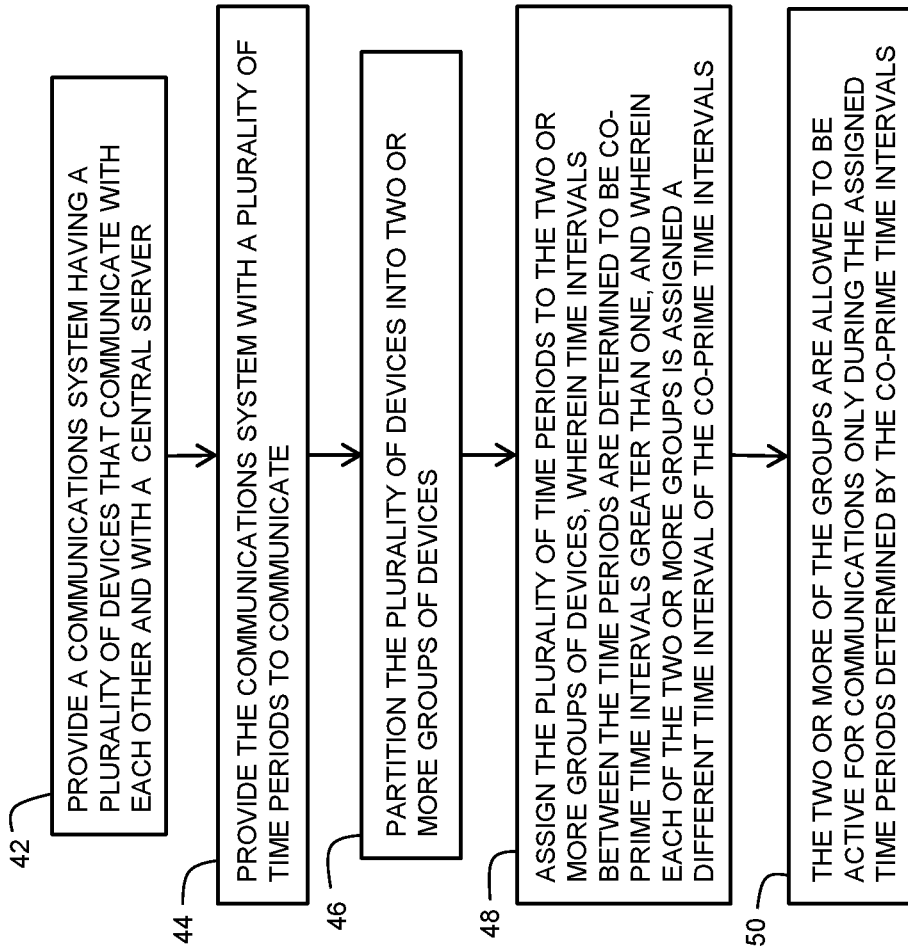 42
PROVIDE A COMMUNICATIONS SYSTEM HAVING A
PLURALITY OF DEVICES THAT COMMUNICATE WITH
EACH OTHER AND WITH A CENTRAL SERVER
44
PROVIDE THE COMMUNICATIONS SYSTEM WITH A PLURALITY OF
TIME PERIODS TO COMMUNICATE
46
PARTITION THE PLURALITY OF DEVICES INTO TWO OR
MORE GROUPS OF DEVICES
48
ASSIGN THE PLURALITY OF TIME PERIODS TO THE TWO OR
MORE GROUPS OF DEVICES, WHEREIN TIME INTERVALS
BETWEEN THE TIME PERIODS ARE DETERMINED TO BE CO-
PRIME TIME INTERVALS GREATER THAN ONE, AND WHEREIN
EACH OF THE TWO OR MORE GROUPS IS ASSIGNED A
DIFFERENT TIME INTERVAL OF THE CO-PRIME TIME INTERVALS
50
THE TWO OR MORE OF THE GROUPS ARE ALLOWED TO BE
ACTIVE FOR COMMUNICATIONS ONLY DURING THE ASSIGNED
TIME PERIODS DETERMINED BY THE CO-PRIME TIME INTERVALS